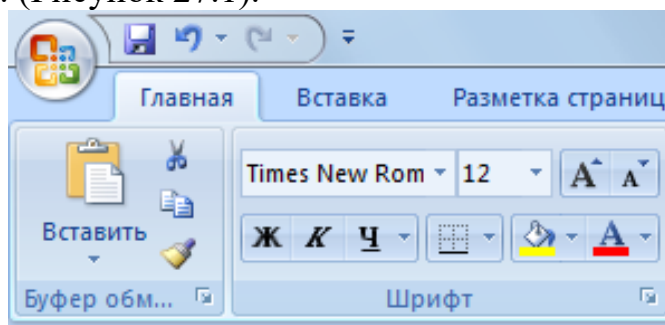 . (Рисунок 27.1).
Главная Вставка Разметка страниц
Times New Rom 12 A A
Вставить Ж К Ч A
Буфер обм... Шрифт